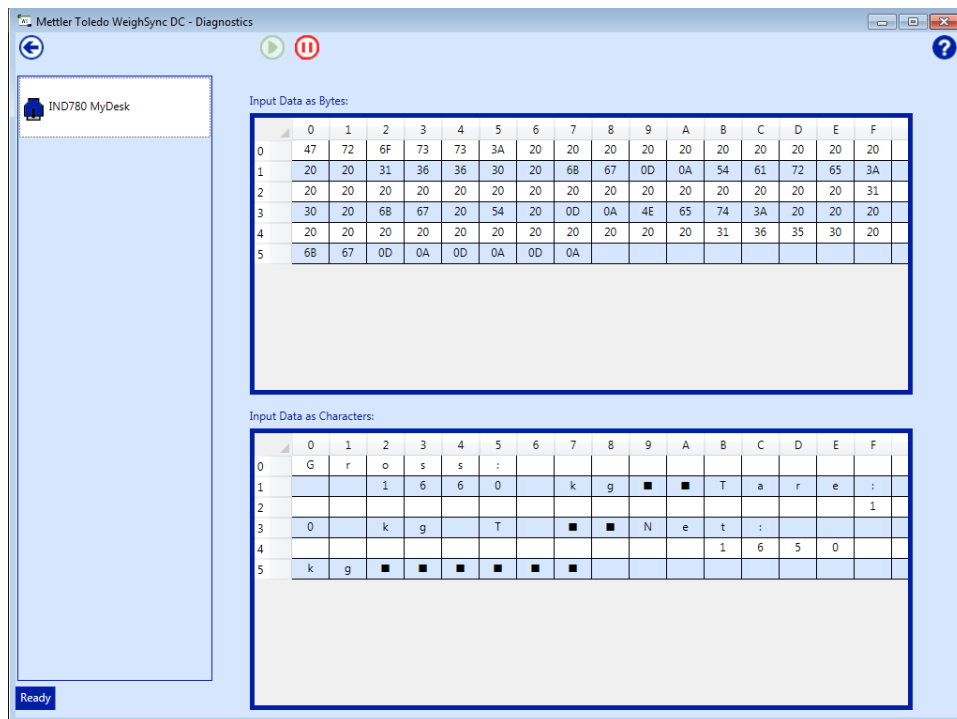 Mettler Toledo WeighSync DC - Diagnostics
?
IND780 MyDesk
Input Data as Bytes:
0 1 2 3 4 5 6 7 8 9 A B C D E F
0 47 72 6F 73 73 3A 20 20 20 20 20 20 20 20 20 20
1 20 20 31 36 36 30 20 6B 67 0D 0A 54 61 72 65 3A
2 20 20 20 20 20 20 20 20 20 20 20 20 20 20 20 31
3 30 20 6B 67 20 54 20 0D 0A 4E 65 74 3A 20 20 20
4 20 20 20 20 20 20 20 20 20 20 20 31 36 35 30 20
5 6B 67 0D 0A 0D 0A 0D 0A
Input Data as Characters:
0 1 2 3 4 5 6 7 8 9 A B C D E F
0 G r o s s :
1 1 6 6 0 k g ■ ■ T a r e :
2 1
3 0 k g T ■ ■ N e t :
4 1 6 5 0
5 k g ■ ■ ■ ■ ■ ■
Ready